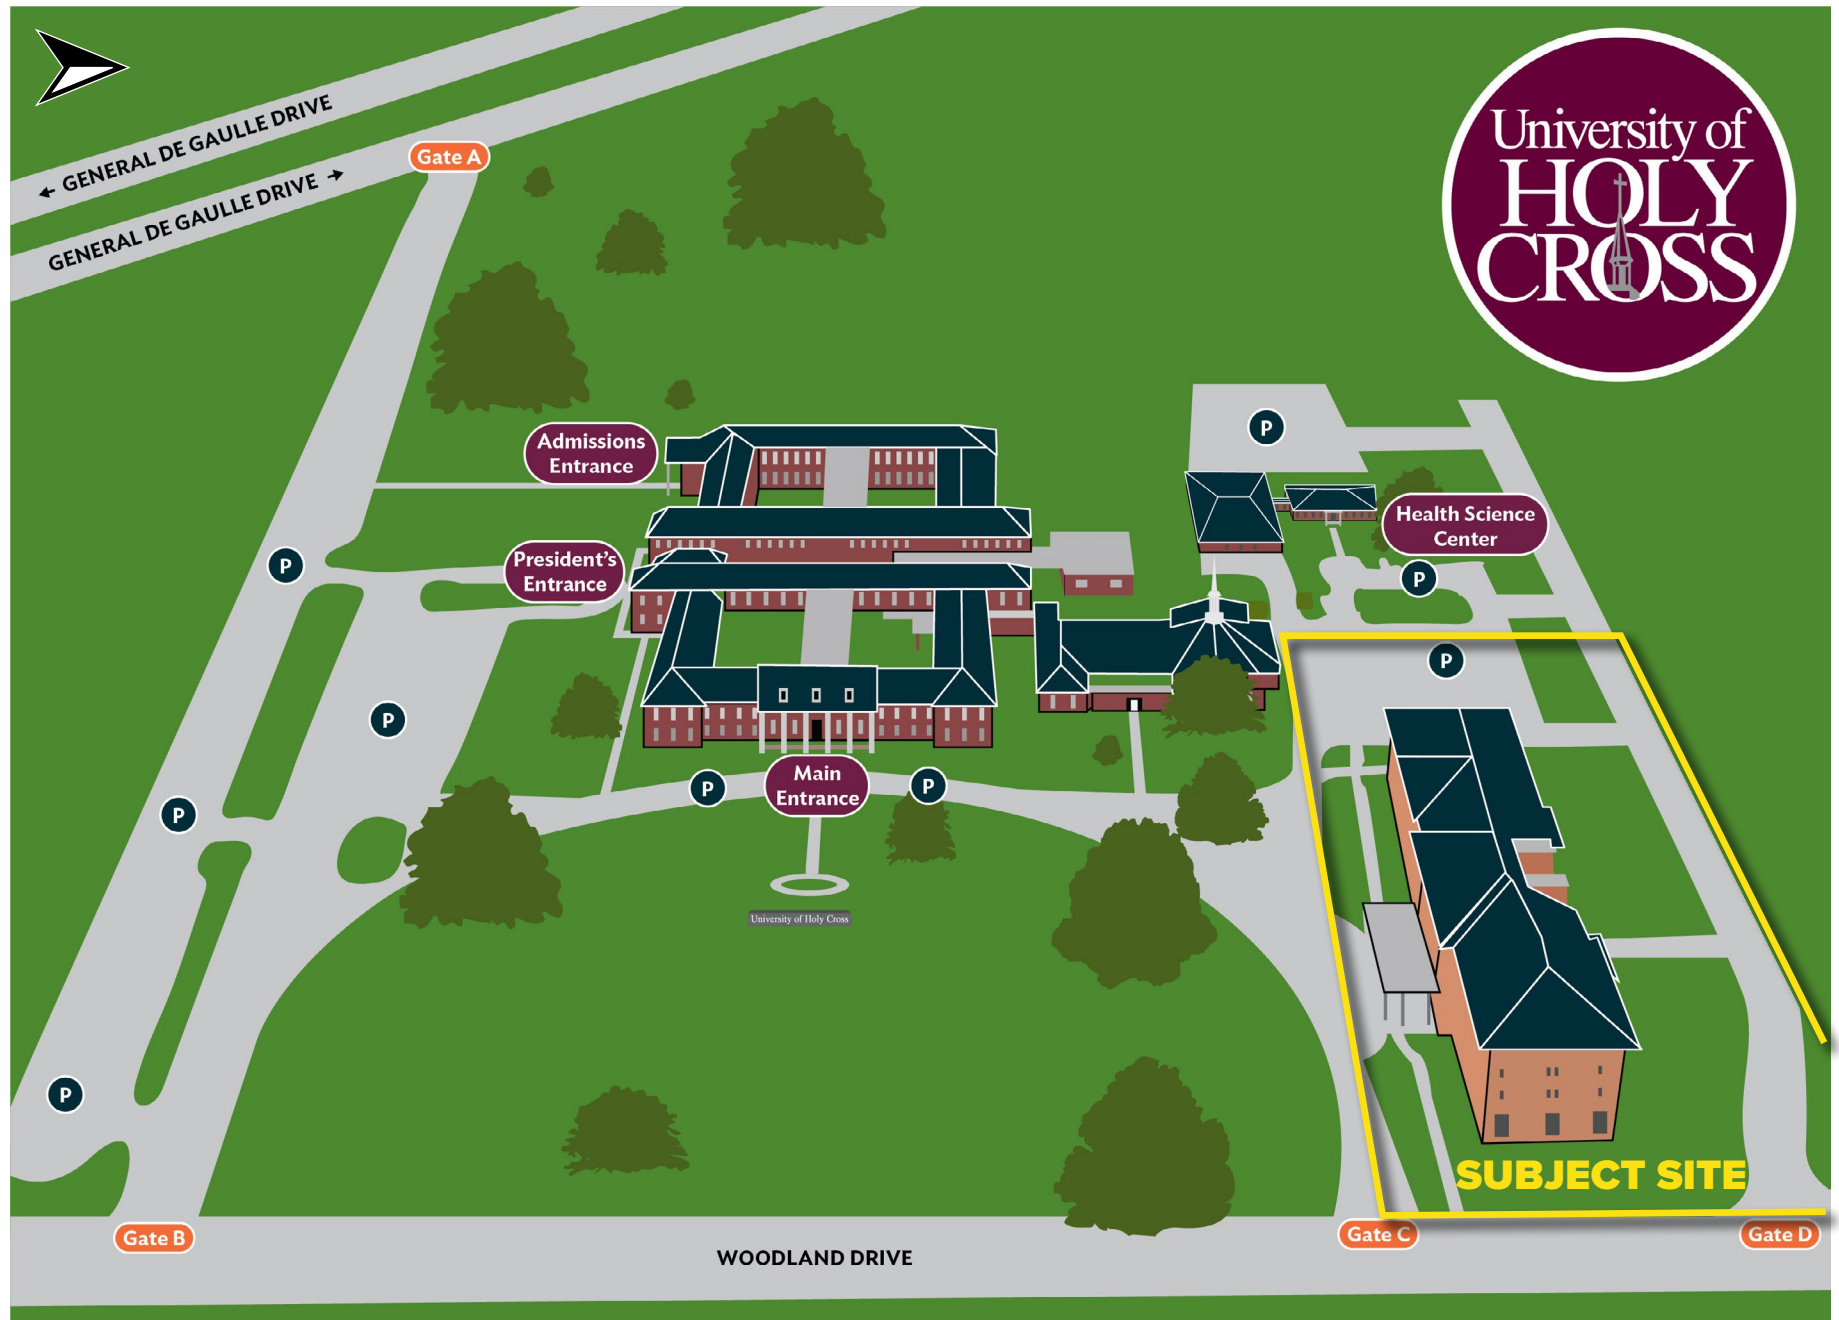 ← GENERAL DE GAULLE DRIVE
GENERAL DE GAULLE DRIVE →
Gate A
University of
HOLY
CROSS
Admissions
Entrance
P
Health Science
Center
President's
Entrance
P
P
P
P
Main
Entrance
P
P
P
University of Holy Cross
P
SUBJECT SITE
Gate B
Gate C
Gate D
WOODLAND DRIVE